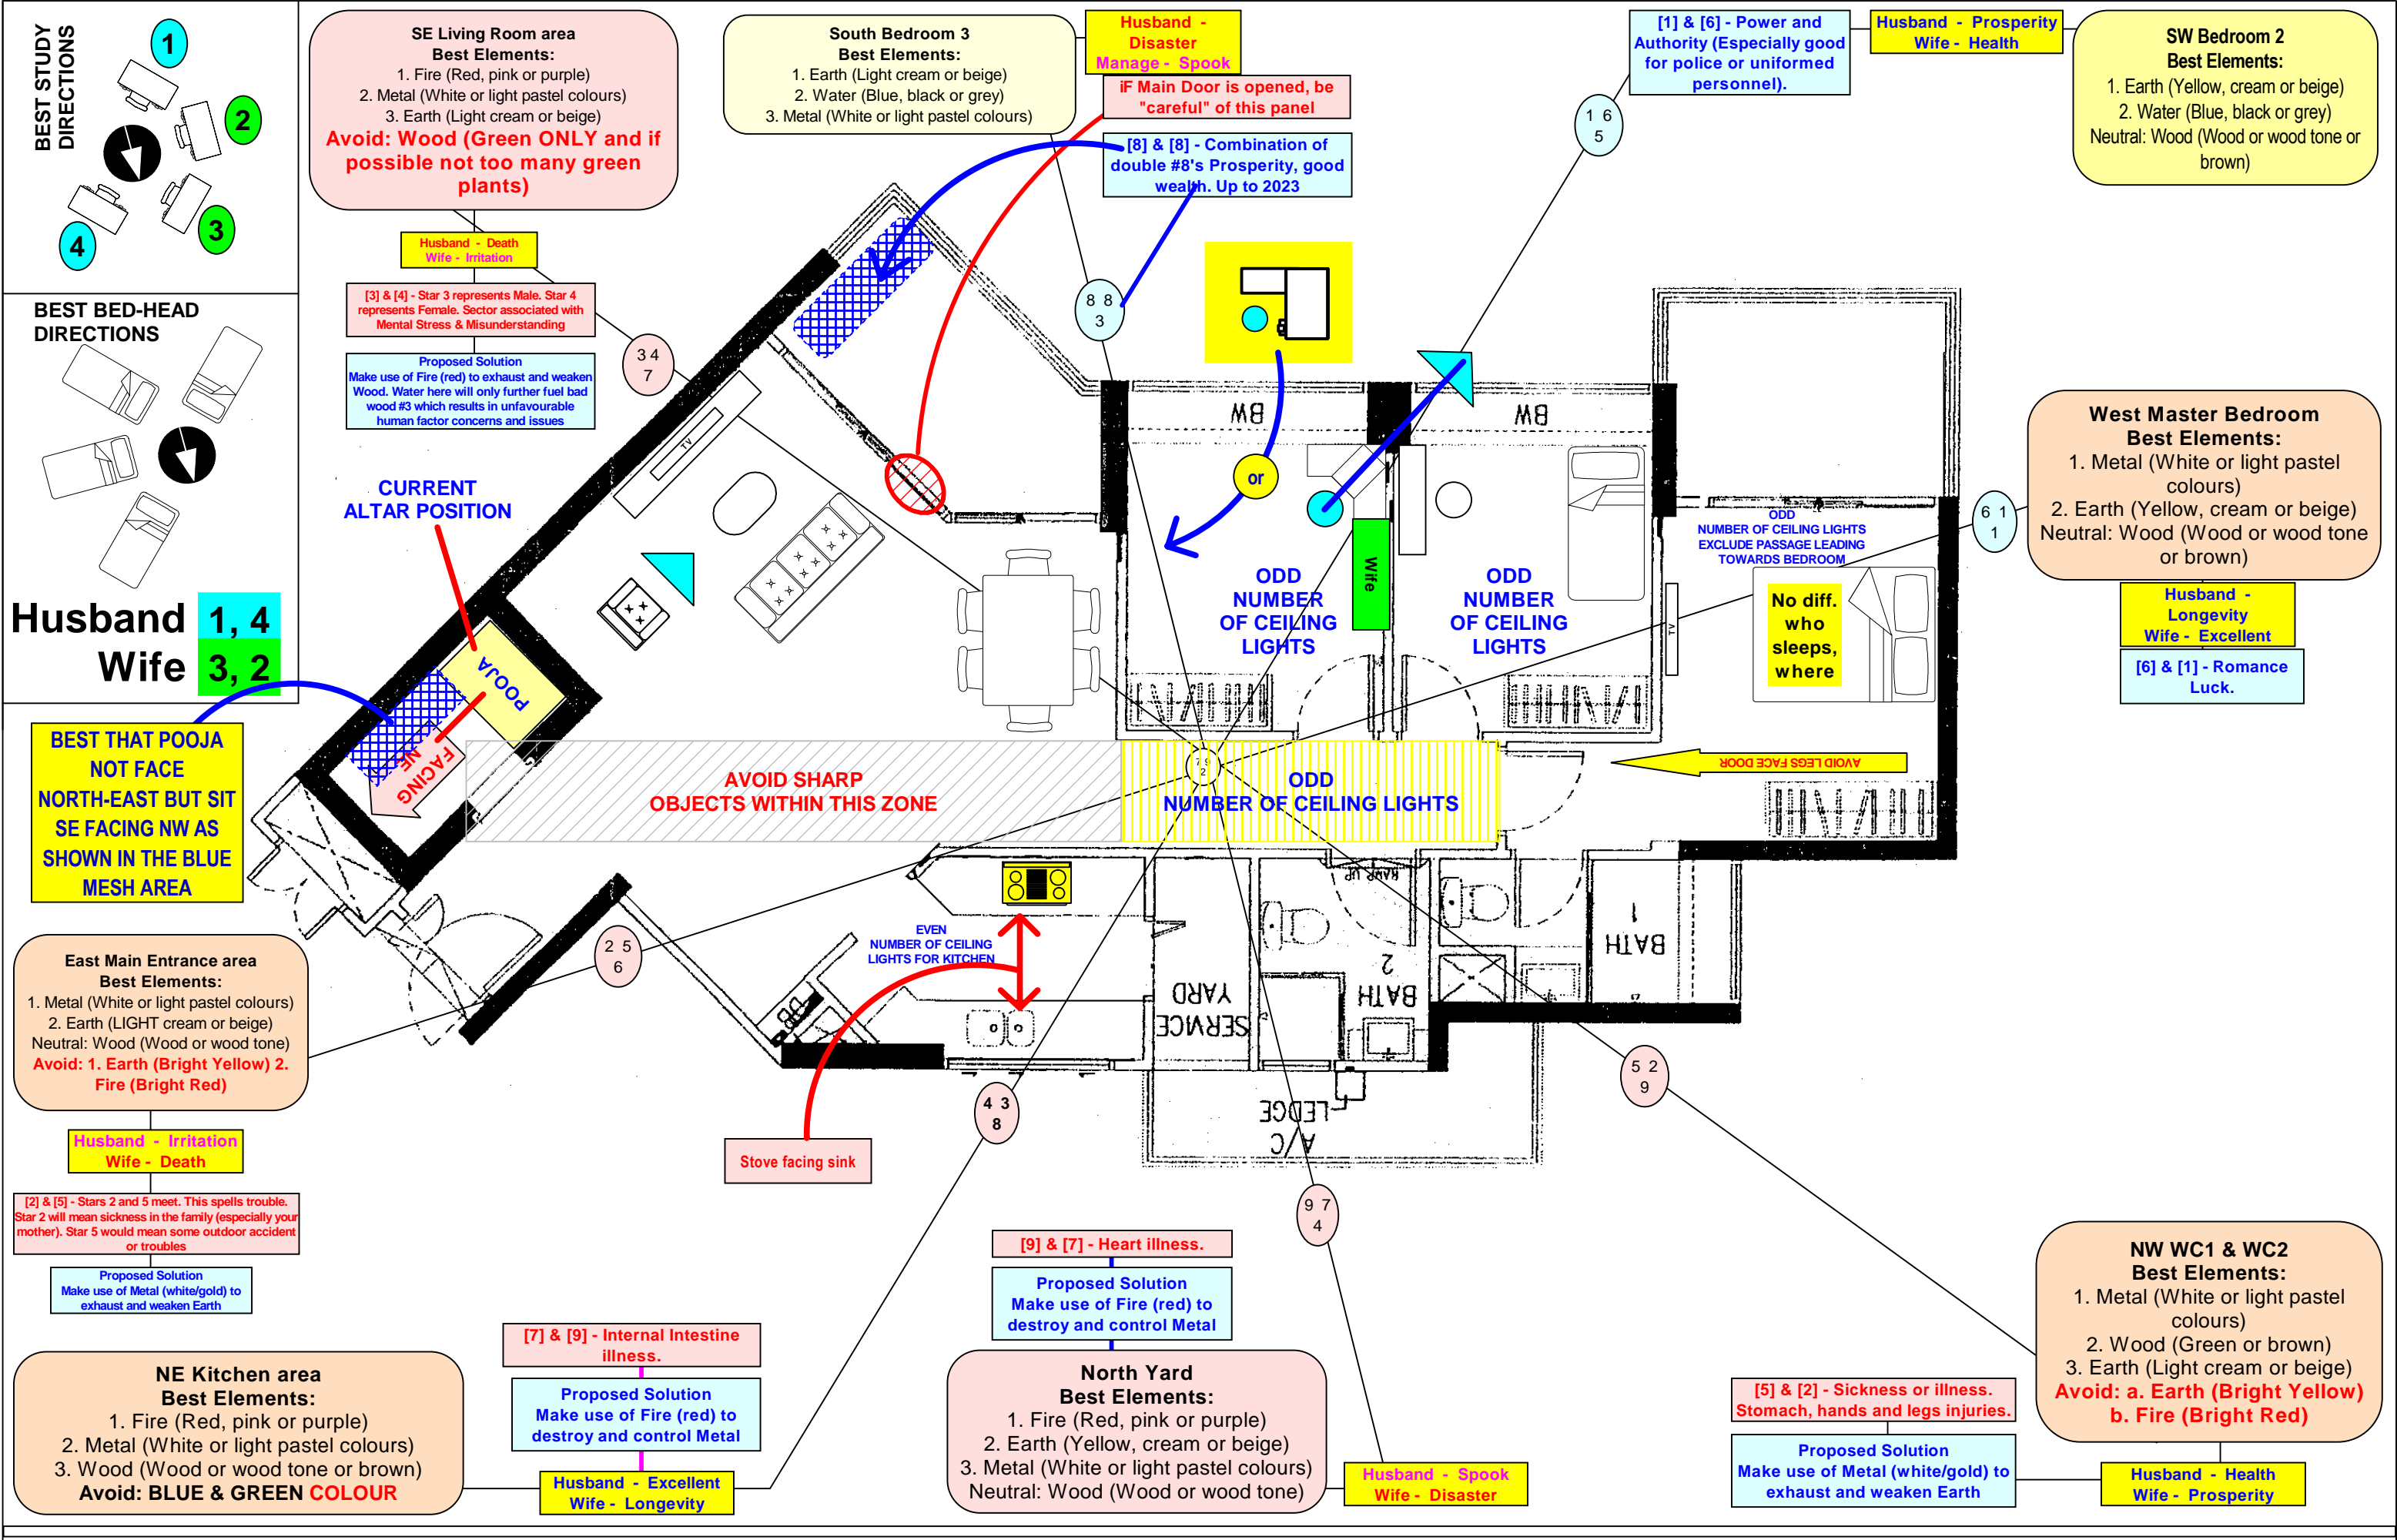 BEST STUDY
DIRECTIONS
1
2
3
4
BEST BED-HEAD
DIRECTIONS
Husband 1, 4
Wife 3, 2
SE Living Room area
Best Elements:
1. Fire (Red, pink or purple)
2. Metal (White or light pastel colours)
3. Earth (Light cream or beige)
Avoid: Wood (Green ONLY and if
possible not too many green
plants)
Husband - Death
Wife - Irritation
[3] & [4] - Star 3 represents Male. Star 4
represents Female. Sector associated with
Mental Stress & Misunderstanding
Proposed Solution
Make use of Fire (red) to exhaust and weaken
Wood. Water here will only further fuel bad
wood #3 which results in unfavourable
human factor concerns and issues
3 4
7
South Bedroom 3
Best Elements:
1. Earth (Light cream or beige)
2. Water (Blue, black or grey)
3. Metal (White or light pastel colours)
Husband -
Disaster
Manage - Spook
iF Main Door is opened, be
"careful" of this panel
[8] & [8] - Combination of
double #8's Prosperity, good
wealth. Up to 2023
8 8
3
[1] & [6] - Power and
Authority (Especially good
for police or uniformed
personnel).
Husband - Prosperity
Wife - Health
SW Bedroom 2
Best Elements:
1. Earth (Yellow, cream or beige)
2. Water (Blue, black or grey)
Neutral: Wood (Wood or wood tone or
brown)
1 6
5
West Master Bedroom
Best Elements:
1. Metal (White or light pastel
colours)
2. Earth (Yellow, cream or beige)
Neutral: Wood (Wood or wood tone
or brown)
Husband -
Longevity
Wife - Excellent
[6] & [1] - Romance
Luck.
6 1
1
CURRENT
ALTAR POSITION
TV
BW
BW
or
Wife
ODD
NUMBER
OF CEILING
LIGHTS
ODD
NUMBER
OF CEILING
LIGHTS
ODD
NUMBER OF CEILING LIGHTS
EXCLUDE PASSAGE LEADING
TOWARDS BEDROOM
TV
No diff.
who
sleeps,
where
POOJA
FACING
NE
BEST THAT POOJA
NOT FACE
NORTH-EAST BUT SIT
SE FACING NW AS
SHOWN IN THE BLUE
MESH AREA
AVOID SHARP
OBJECTS WITHIN THIS ZONE
7 9
2
ODD
NUMBER OF CEILING LIGHTS
AVOID LEGS FACE DOOR
EVEN
NUMBER OF CEILING
LIGHTS FOR KITCHEN
SERVICE
YARD
RAMP UP
BATH
2
BATH
1
A/C
LEDGE
Stove facing sink
2 5
6
4 3
8
9 7
4
5 2
9
East Main Entrance area
Best Elements:
1. Metal (White or light pastel colours)
2. Earth (LIGHT cream or beige)
Neutral: Wood (Wood or wood tone)
Avoid: 1. Earth (Bright Yellow) 2.
Fire (Bright Red)
Husband - Irritation
Wife - Death
[2] & [5] - Stars 2 and 5 meet. This spells trouble.
Star 2 will mean sickness in the family (especially your
mother). Star 5 would mean some outdoor accident
or troubles
Proposed Solution
Make use of Metal (white/gold) to
exhaust and weaken Earth
NE Kitchen area
Best Elements:
1. Fire (Red, pink or purple)
2. Metal (White or light pastel colours)
3. Wood (Wood or wood tone or brown)
Avoid: BLUE & GREEN COLOUR
[7] & [9] - Internal Intestine
illness.
Proposed Solution
Make use of Fire (red) to
destroy and control Metal
Husband - Excellent
Wife - Longevity
[9] & [7] - Heart illness.
Proposed Solution
Make use of Fire (red) to
destroy and control Metal
North Yard
Best Elements:
1. Fire (Red, pink or purple)
2. Earth (Yellow, cream or beige)
3. Metal (White or light pastel colours)
Neutral: Wood (Wood or wood tone)
Husband - Spook
Wife - Disaster
NW WC1 & WC2
Best Elements:
1. Metal (White or light pastel
colours)
2. Wood (Green or brown)
3. Earth (Light cream or beige)
Avoid: a. Earth (Bright Yellow)
b. Fire (Bright Red)
[5] & [2] - Sickness or illness.
Stomach, hands and legs injuries.
Proposed Solution
Make use of Metal (white/gold) to
exhaust and weaken Earth
Husband - Health
Wife - Prosperity